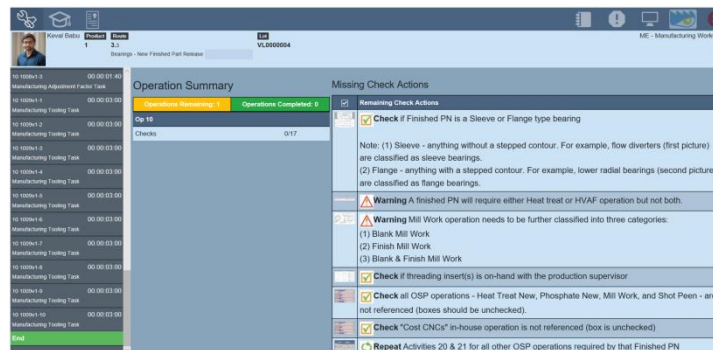 Keval Babu Product Route Lot ME - Manufacturing Work
1 3.1 VL0000004
Bearings - New Finished Part Release
10 1008v1-3 00:00:01:40
Manufacturing Adjustment Factor Task
10 1009v1-1 00:00:03:00
Manufacturing Tooling Task
10 1009v1-2 00:00:03:00
Manufacturing Tooling Task
10 1009v1-3 00:00:03:00
Manufacturing Tooling Task
10 1009v1-4 00:00:03:00
Manufacturing Tooling Task
10 1009v1-5 00:00:03:00
Manufacturing Tooling Task
10 1009v1-6 00:00:03:00
Manufacturing Tooling Task
10 1009v1-7 00:00:03:00
Manufacturing Tooling Task
10 1009v1-8 00:00:03:00
Manufacturing Tooling Task
10 1009v1-9 00:00:03:00
Manufacturing Tooling Task
10 1009v1-10 00:00:03:00
Manufacturing Tooling Task
End
Operation Summary
Operations Remaining: 1 Operations Completed: 0
Op 10
Checks 0/17
Missing Check Actions
Remaining Check Actions
Check if Finished PN is a Sleeve or Flange type bearing
Note: (1) Sleeve - anything without a stepped contour. For example, flow diverters (first picture)
are classified as sleeve bearings.
(2) Flange - anything with a stepped contour. For example, lower radial bearings (second picture
are classified as flange bearings.
Warning A finished PN will require either Heat treat or HVAF operation but not both.
Warning Mill Work operation needs to be further classified into three categories:
(1) Blank Mill Work
(2) Finish Mill Work
(3) Blank & Finish Mill Work
Check if threading insert(s) is on-hand with the production supervisor
Check all OSP operations - Heat Treat New, Phosphate New, Mill Work, and Shot Peen - are
not referenced (boxes should be unchecked).
Check "Cost CNCs" in-house operation is not referenced (box is unchecked)
Repeat Activities 20 & 21 for all other OSP operations required by that Finished PN